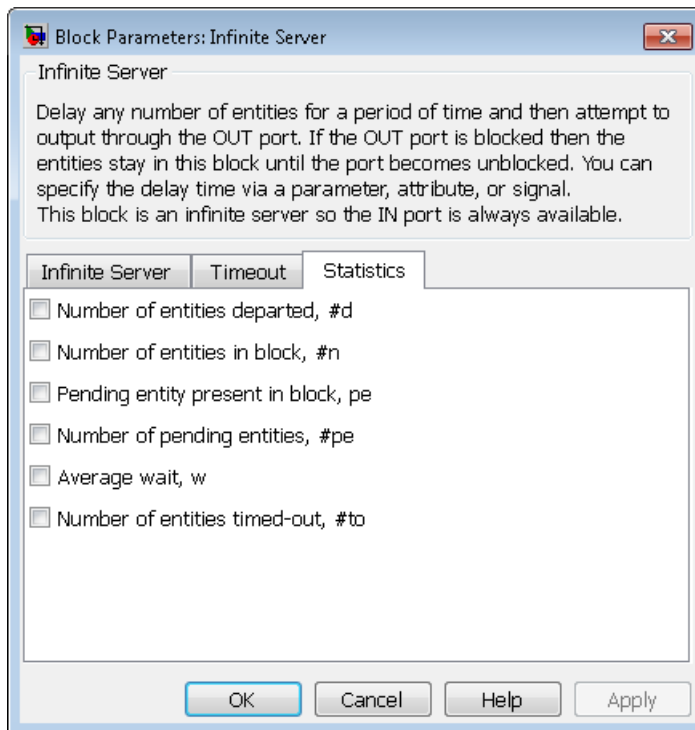 Block Parameters: Infinite Server
Infinite Server
Delay any number of entities for a period of time and then attempt to
output through the OUT port. If the OUT port is blocked then the
entities stay in this block until the port becomes unblocked. You can
specify the delay time via a parameter, attribute, or signal.
This block is an infinite server so the IN port is always available.
Infinite Server Timeout Statistics
Number of entities departed, #d
Number of entities in block, #n
Pending entity present in block, pe
Number of pending entities, #pe
Average wait, w
Number of entities timed-out, #to
OK Cancel Help Apply